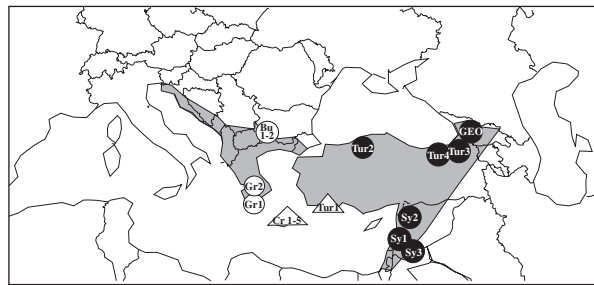 GEO
Bu
1-2
Tur2
Tur4
Tur3
Gr2
Gr1
Tur1
Cr 1-5
Sy2
Sy1
Sy3